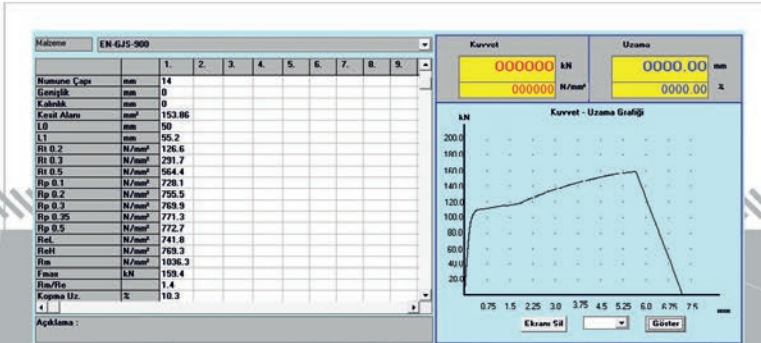 Malzeme EN-GJS-900
1. 2. 3. 4. 5. 6. 7. 8. 9.
Numune Çapı mm 14
Genişlik mm 0
Kalınlık mm 0
Kesit Alanı mm² 153.86
L0 mm 50
L1 mm 55.2
Rt 0.2 N/mm² 126.6
Rt 0.3 N/mm² 291.7
Rt 0.5 N/mm² 564.4
Rp 0.1 N/mm² 728.1
Rp 0.2 N/mm² 755.5
Rp 0.3 N/mm² 769.9
Rp 0.35 N/mm² 771.3
Rp 0.5 N/mm² 772.7
ReL N/mm² 741.8
ReH N/mm² 769.3
Rm N/mm² 1036.3
Fmax kN 159.4
Rm/Re 1.4
Kopma Uz. % 10.3
Açıklama :
Kuvvet Uzama
000000 kN 0000.00 mm
000000 N/mm² 0000.00 %
Kuvvet - Uzama Grafiği
kN
200.0
180.0
160.0
140.0
120.0
100.0
80.0
60.0
40.0
20.0
0.75 1.5 2.25 3.0 3.75 4.5 5.25 6.0 6.75 7.5 mm
Ekranı Sil Göster